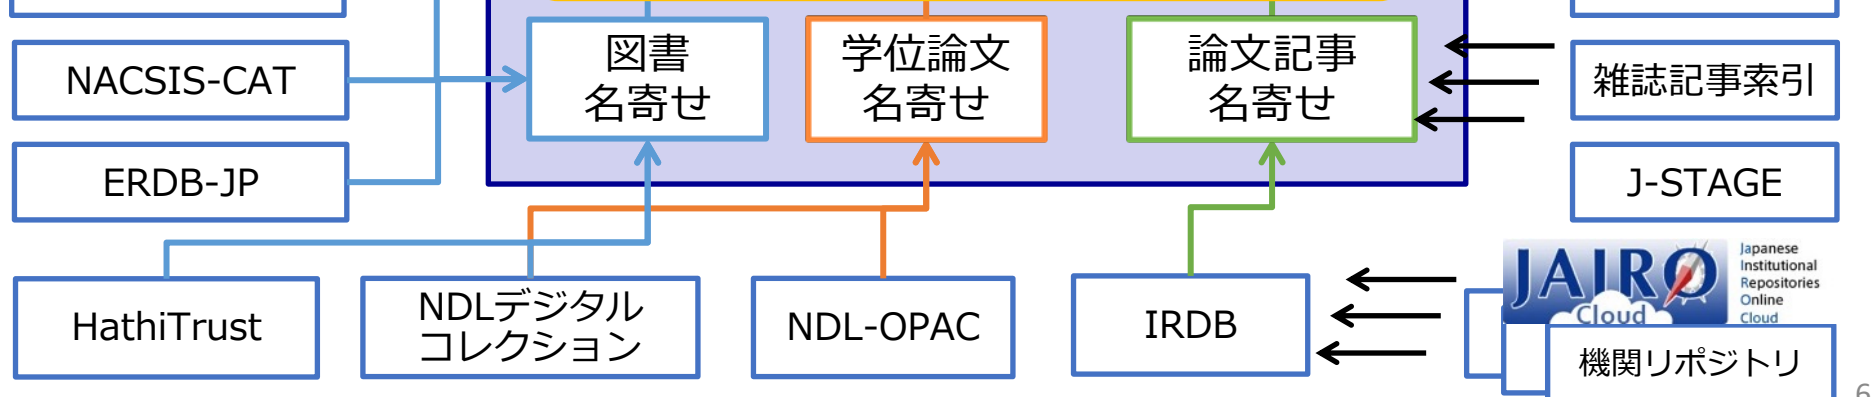 図書
名寄せ
学位論文
名寄せ
論文記事
名寄せ
NACSIS-CAT
雑誌記事索引
ERDB-JP
J-STAGE
HathiTrust
NDLデジタル
コレクション
NDL-OPAC
IRDB
JAIRO
Cloud
Japanese
Institutional
Repositories
Online
Cloud
機関リポジトリ
6